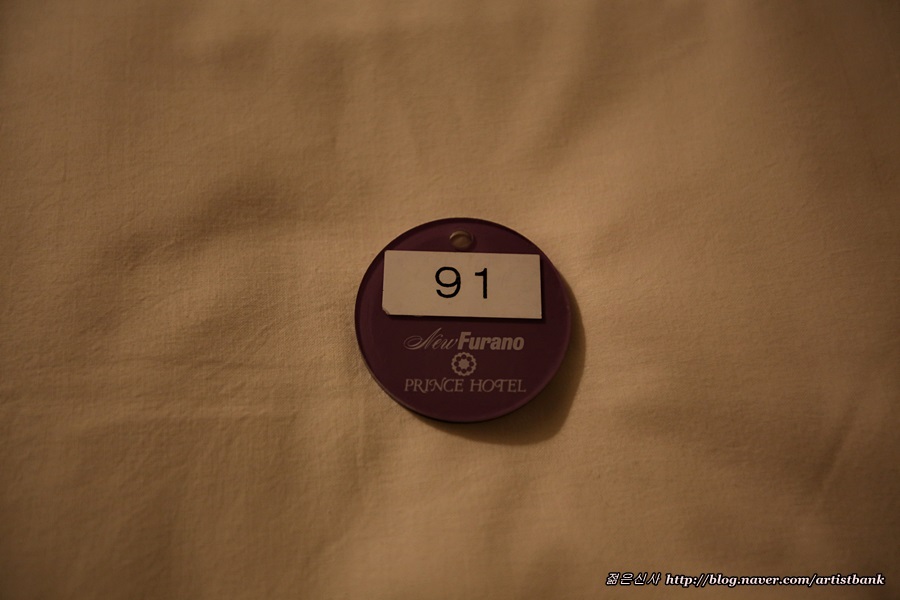 91
New Furano
PRINCE HOTEL
젊은신사 http://blog.naver.com/artistbank